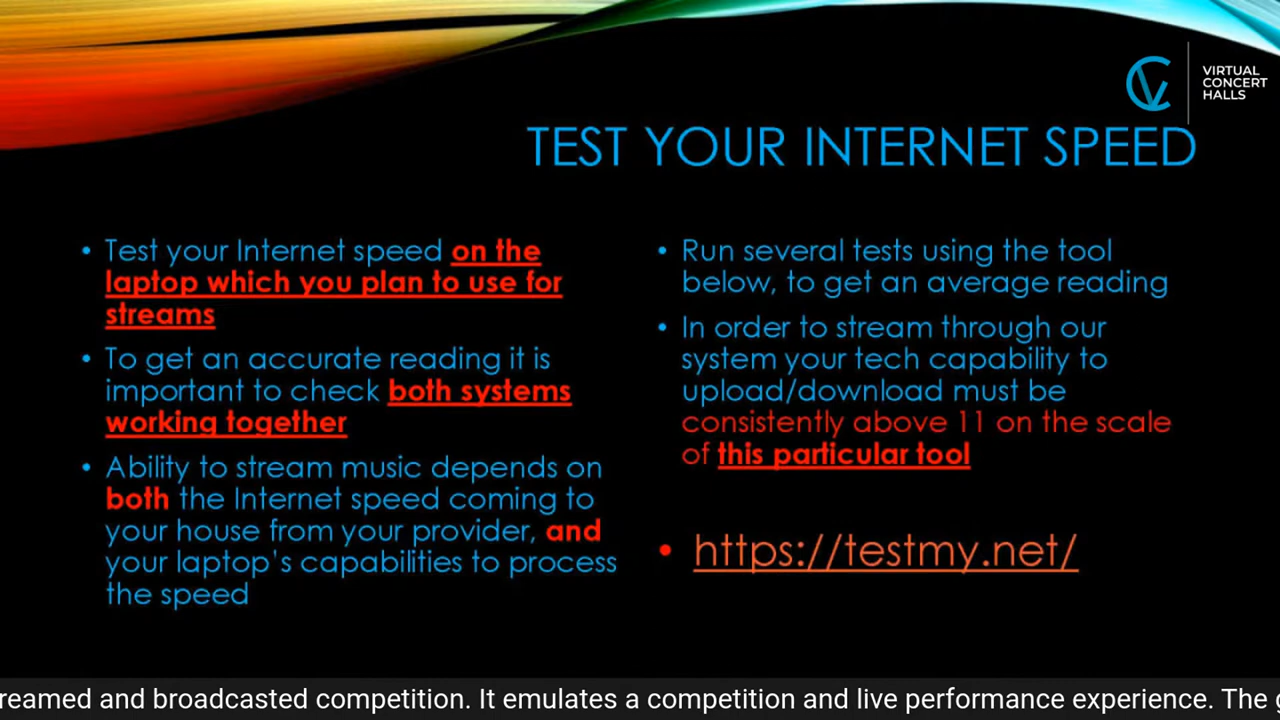 VIRTUAL
CONCERT
HALLS
TEST YOUR INTERNET SPEED
• Test your Internet speed on the
laptop which you plan to use for
streams
• To get an accurate reading it is
important to check both systems
working together
• Ability to stream music depends on
both the Internet speed coming to
your house from your provider, and
your laptop's capabilities to process
the speed
• Run several tests using the tool
below, to get an average reading
• In order to stream through our
system your tech capability to
upload/download must be
consistently above 11 on the scale
of this particular tool
• https://testmy.net/
reamed and broadcasted competition. It emulates a competition and live performance experience. The